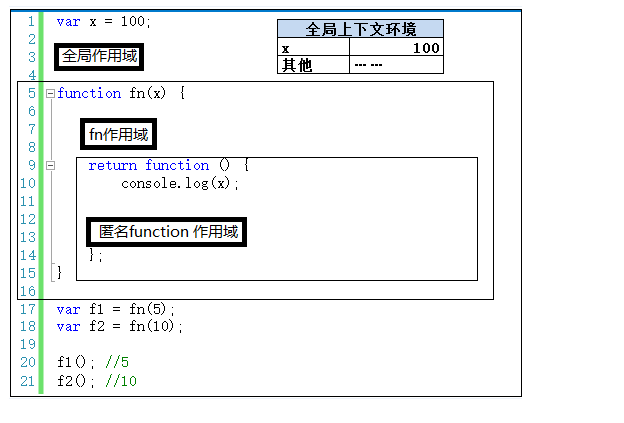 1 var x = 100;
全局上下文环境
2
x 100
3 全局作用域
其他 ... ...
4
5 function fn(x) {
6
7 fn作用域
8
9 return function () {
10 console.log(x);
11
12
13 匿名function 作用域
14 };
15 }
16
17 var f1 = fn(5);
18 var f2 = fn(10);
19
20 f1(); //5
21 f2(); //10